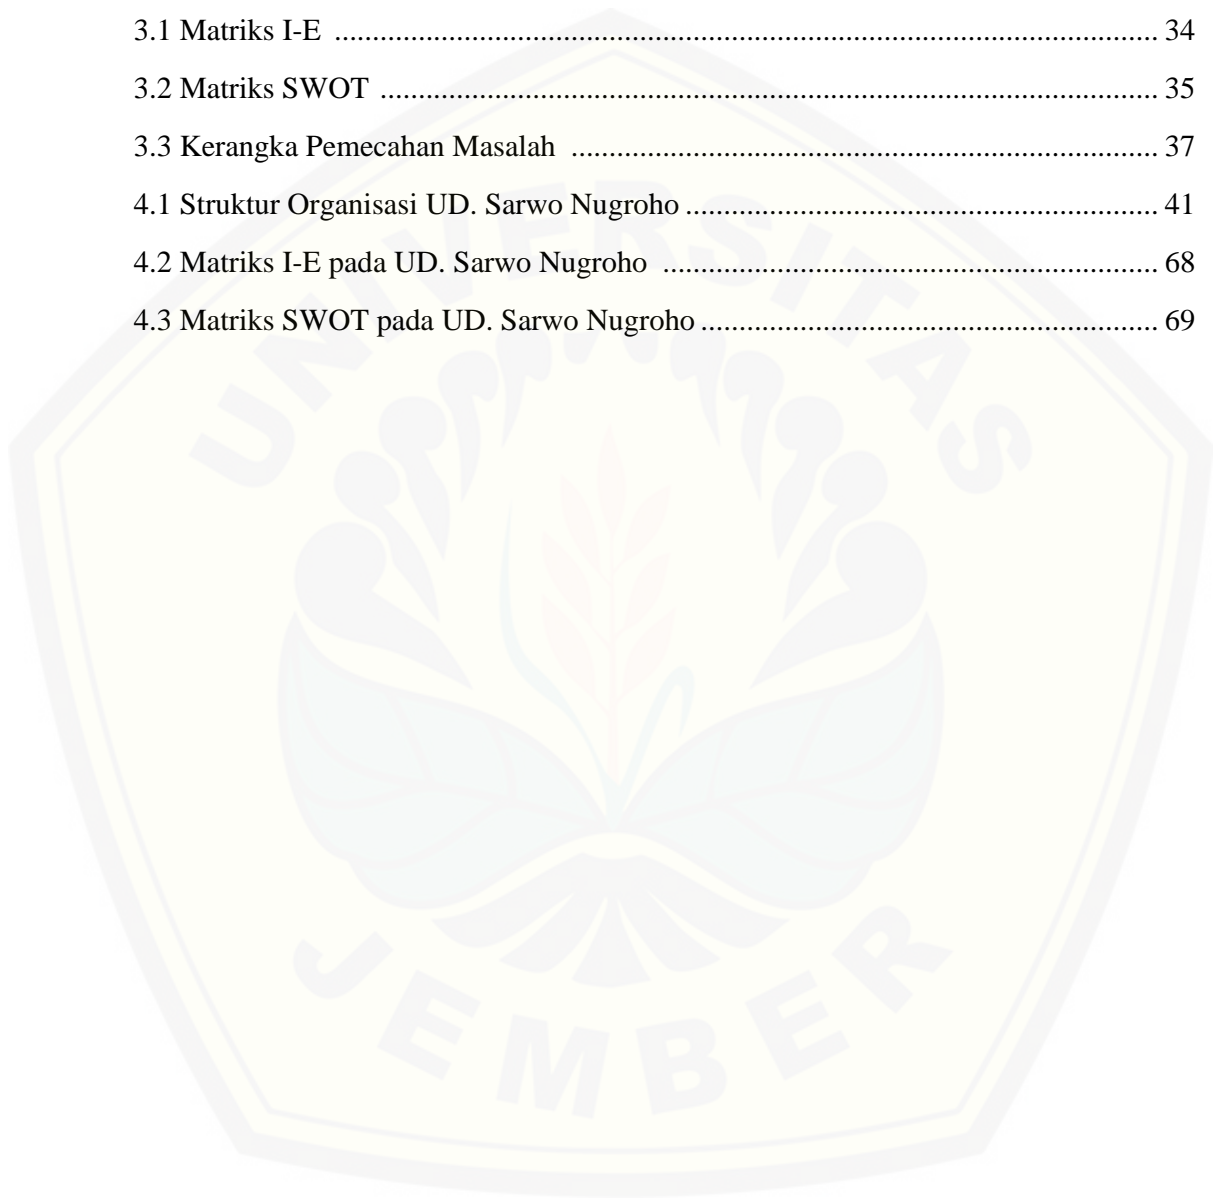 3.1 Matriks I-E ........................................................................................................ 34
3.2 Matriks SWOT .................................................................................................. 35
3.3 Kerangka Pemecahan Masalah .......................................................................... 37
4.1 Struktur Organisasi UD. Sarwo Nugroho ............................................................ 41
4.2 Matriks I-E pada UD. Sarwo Nugroho ............................................................... 68
4.3 Matriks SWOT pada UD. Sarwo Nugroho .......................................................... 69
UNIVERSITAS
JEMBER